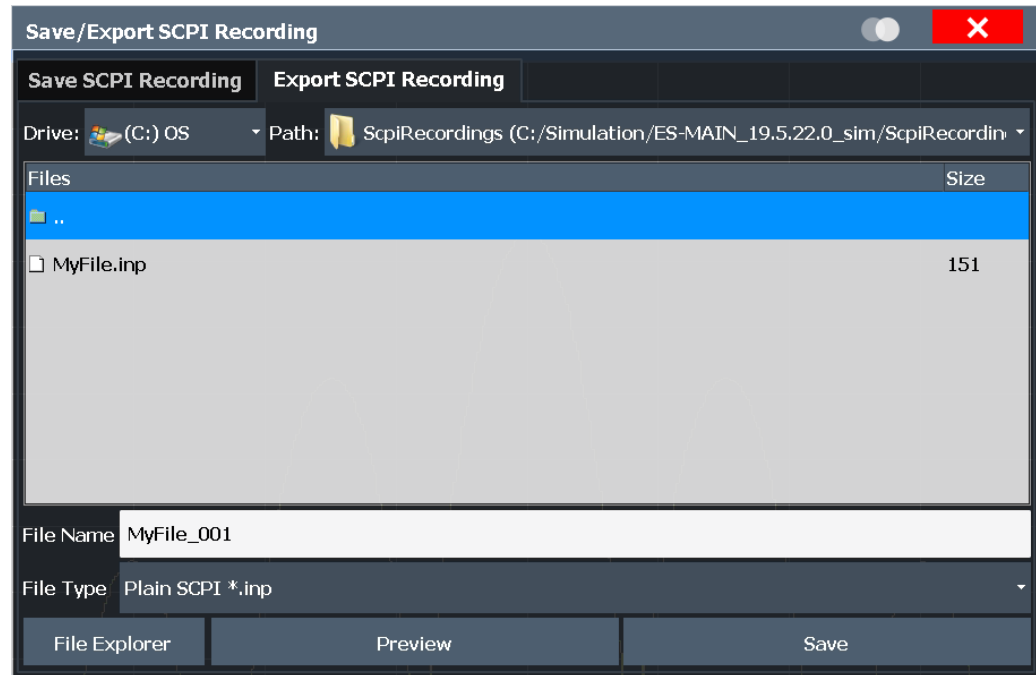 Save/Export SCPI Recording
Save SCPI Recording Export SCPI Recording
Drive: (C:) OS Path: ScpiRecordings (C:/Simulation/ES-MAIN_19.5.22.0_sim/ScpiRecordin
Files Size
..
MyFile.inp 151
File Name MyFile_001
File Type Plain SCPI *.inp
File Explorer Preview Save